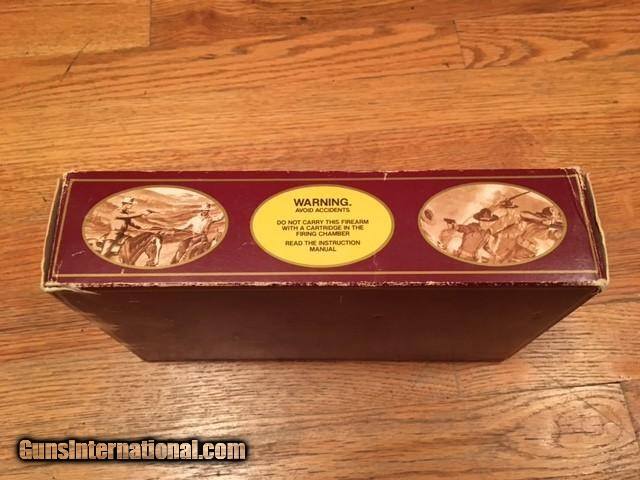 WARNING.
AVOID ACCIDENTS.
DO NOT CARRY THIS FIREARM
WITH A CARTRIDGE IN THE
FIRING CHAMBER
READ THE INSTRUCTION
MANUAL
GunsInternational.com